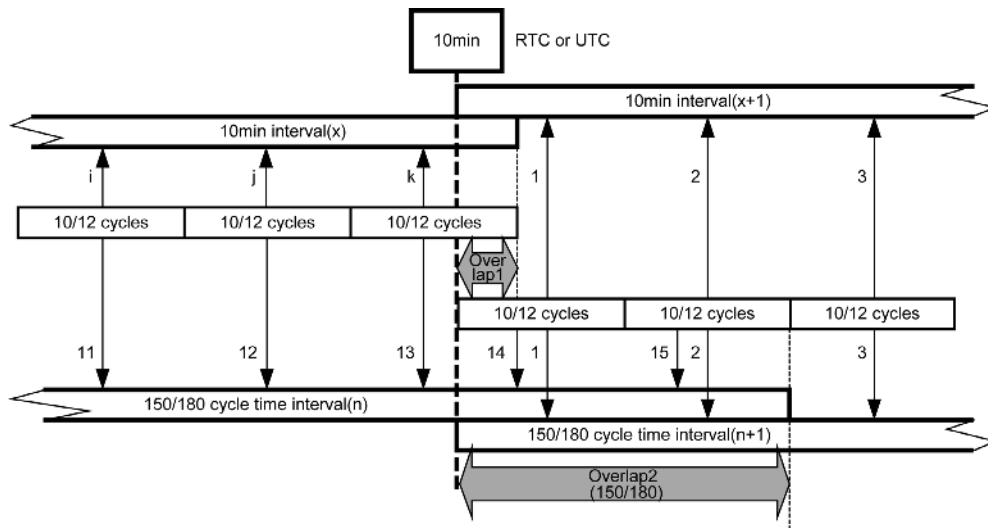 10min RTC or UTC
10min interval(x+1)
10min interval(x)
i j k 1 2 3
10/12 cycles 10/12 cycles 10/12 cycles
Over
lap1
10/12 cycles 10/12 cycles 10/12 cycles
11 12 13 14 1 15 2 3
150/180 cycle time interval(n)
150/180 cycle time interval(n+1)
Overlap2
(150/180)